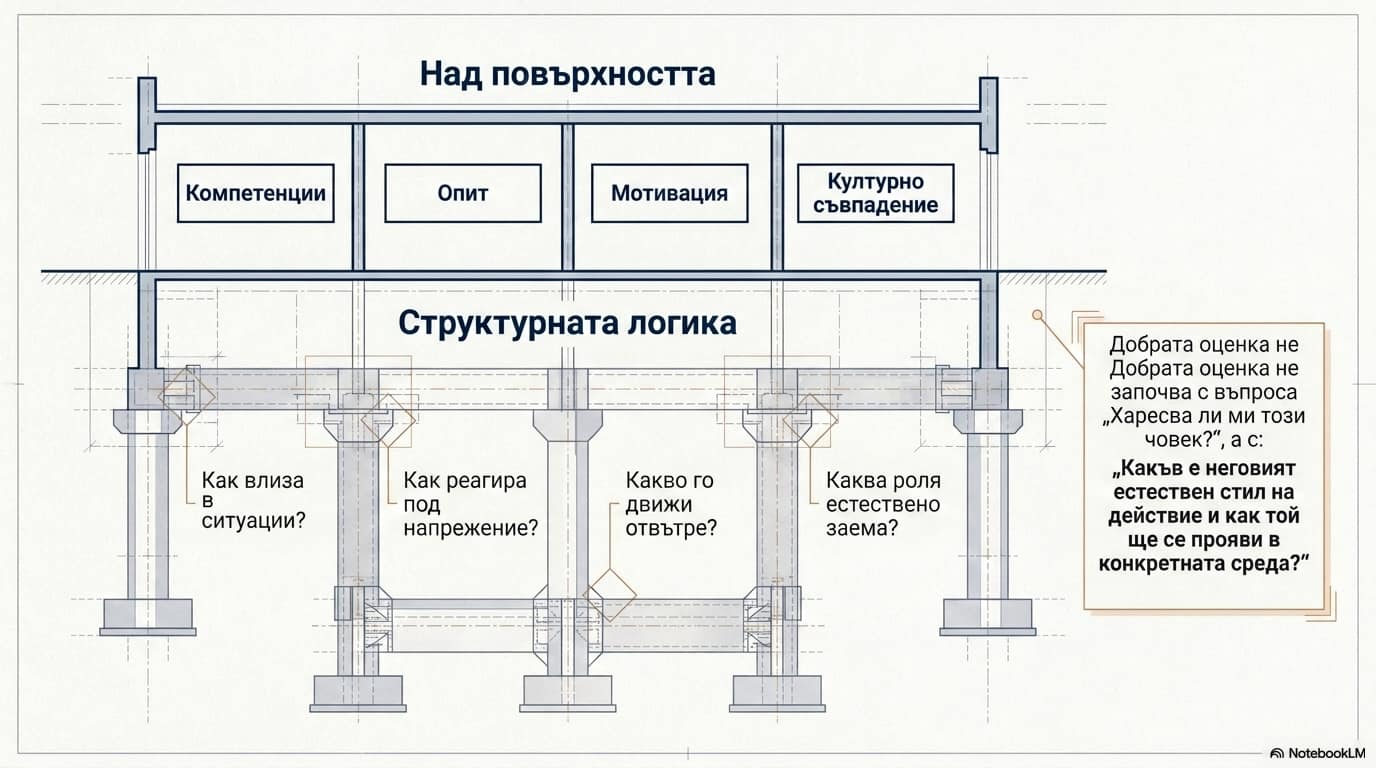 Над повърхността
Компетенции
Опит
Мотивация
Културно
съвпадение
Структурната логика
Как влиза
в
ситуации?
Как реагира
под
напрежение?
Какво го
движи
отвътре?
Каква роля
естествено
заема?
Добрата оценка не
Добрата оценка не
започва с въпроса
„Харесва ли ми този
човек?“, а с:
„Какъв е неговият
естествен стил на
действие и как той
ще се прояви в
конкретната среда?“
NotebookLM